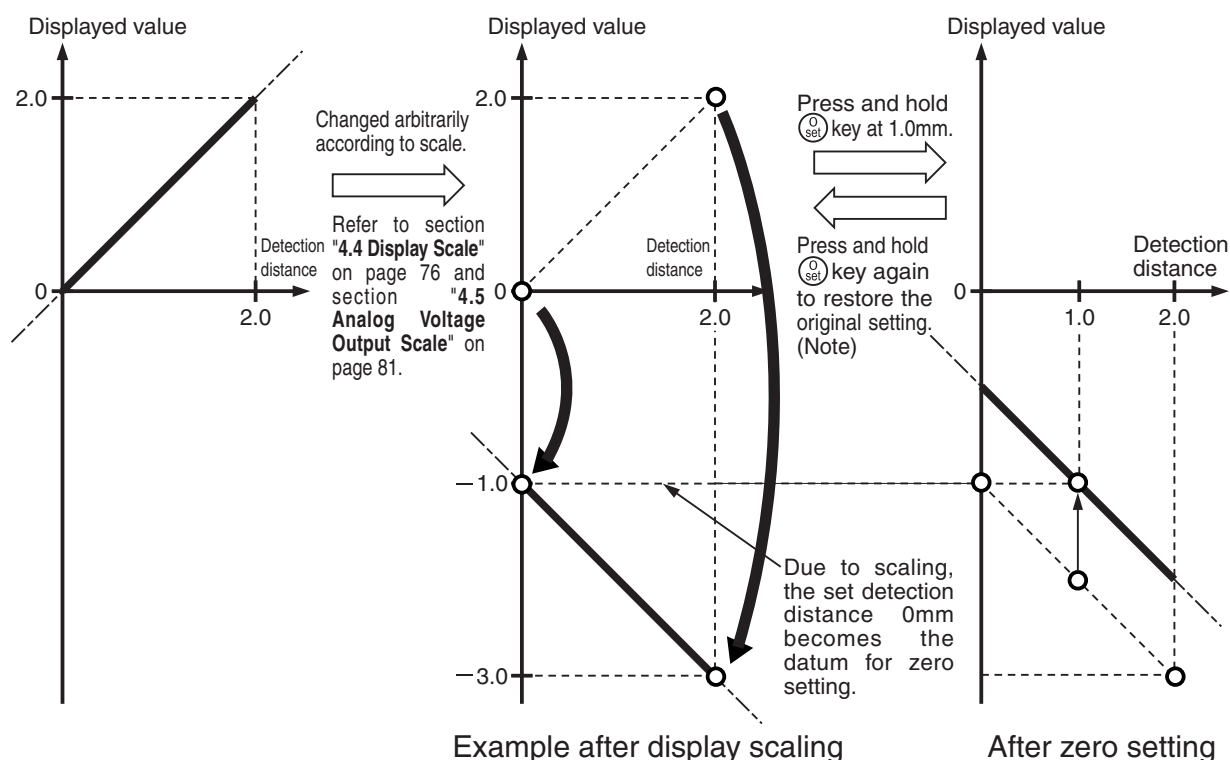 Displayed value
2.0
0
2.0
Detection
distance
Changed arbitrarily
according to scale.
Refer to section
"4.4 Display Scale"
on page 76 and
section "4.5
Analog Voltage
Output Scale" on
page 81.
Displayed value
2.0
0
2.0
Detection
distance
−1.0
−3.0
Due to scaling,
the set detection
distance 0mm
becomes the
datum for zero
setting.
Example after display scaling
Press and hold
0 set key at 1.0mm.
Press and hold
0 set key again
to restore the
original setting.
(Note)
Displayed value
0
1.0 2.0
Detection
distance
After zero setting